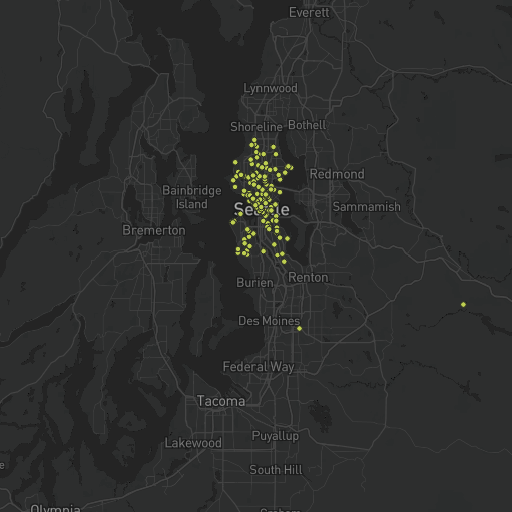 Everett
Lynnwood
Shoreline
Bothell
Redmond
Bainbridge
Island
Sammamish
Seattle
Bremerton
Renton
Burien
Des Moines
Federal Way
Tacoma
Puyallup
Lakewood
South Hill
e
Olympia
Graham